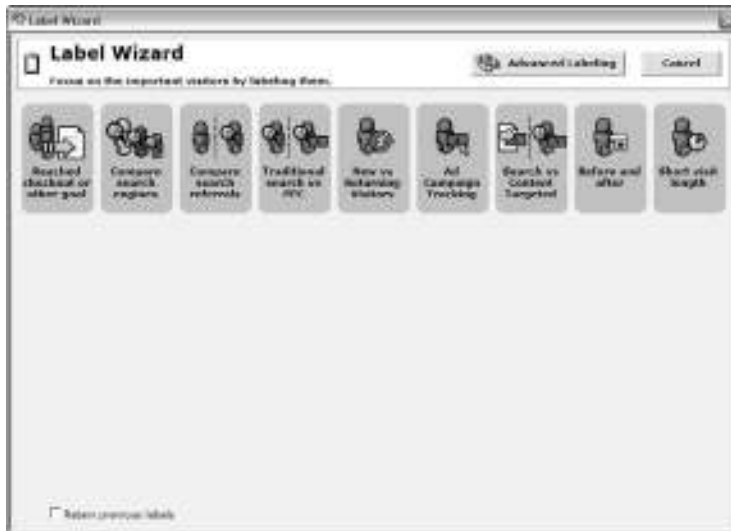 Label Wizard
Label Wizard
Focus on the important visitors by labeling them.
Advanced Labeling
Cancel
Reached
checkout or
other goal
Compare
search
engines
Compare
search
referrals
Traditional
search vs
PPC
New vs
Returning
Visitors
Ad
Campaign
Tracking
Search vs
Content
Targeted
Before and
after
Short visit
length
Retain previous labels